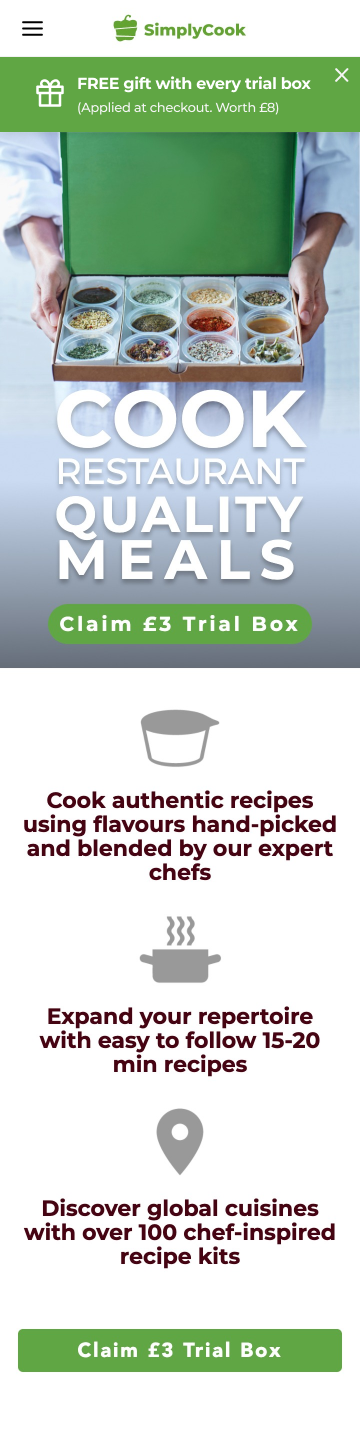 SimplyCook
FREE gift with every trial box
(Applied at checkout. Worth £8)
COOK
RESTAURANT
QUALITY
MEALS
Claim £3 Trial Box
Cook authentic recipes
using flavours hand-picked
and blended by our expert
chefs
Expand your repertoire
with easy to follow 15-20
min recipes
Discover global cuisines
with over 100 chef-inspired
recipe kits
Claim £3 Trial Box